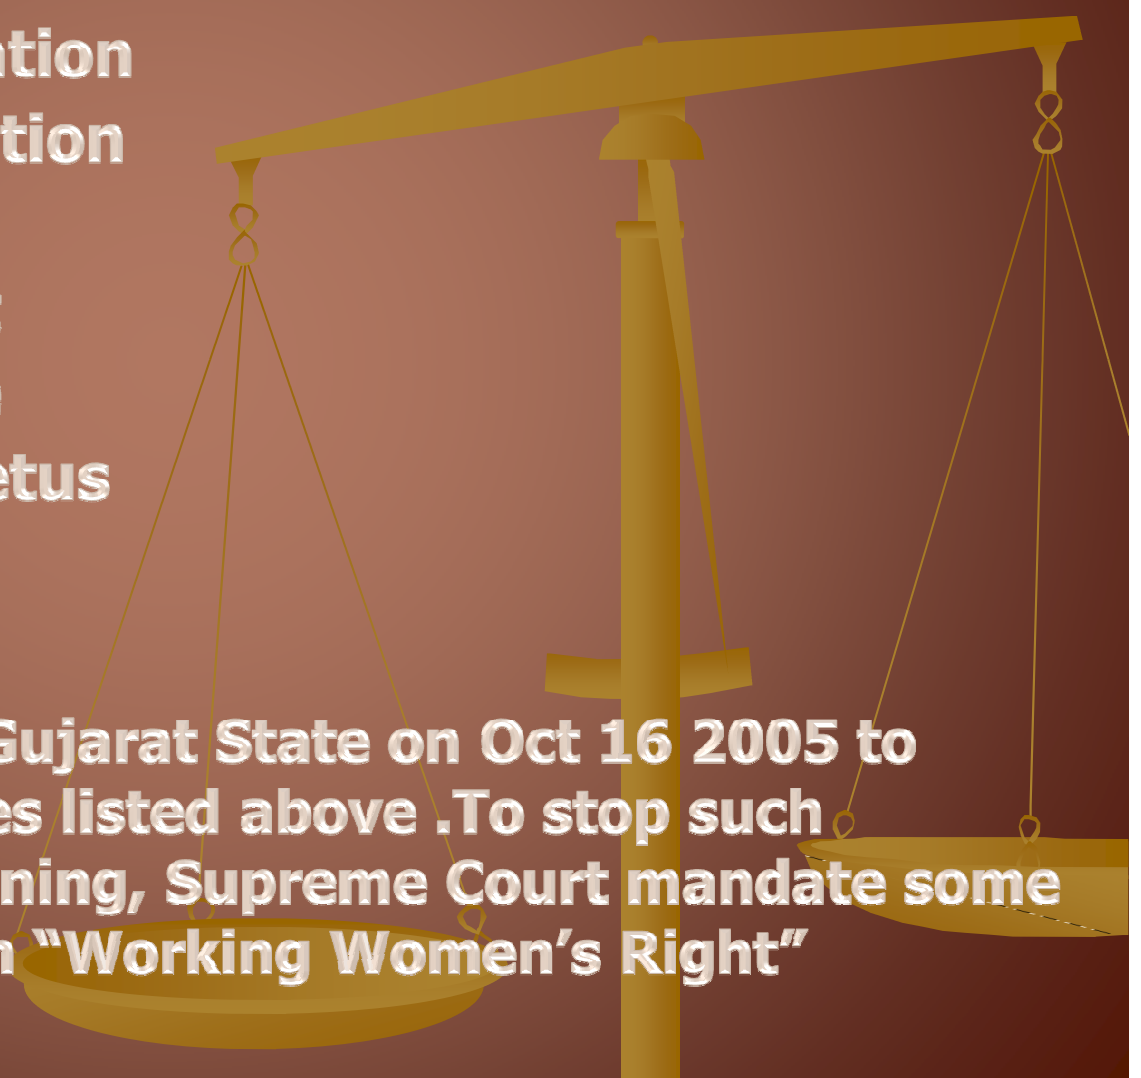 tion
tion
etus
Gujarat State on Oct 16 2005 to
es listed above .To stop such
ning, Supreme Court mandate some
n “Working Women’s Right“